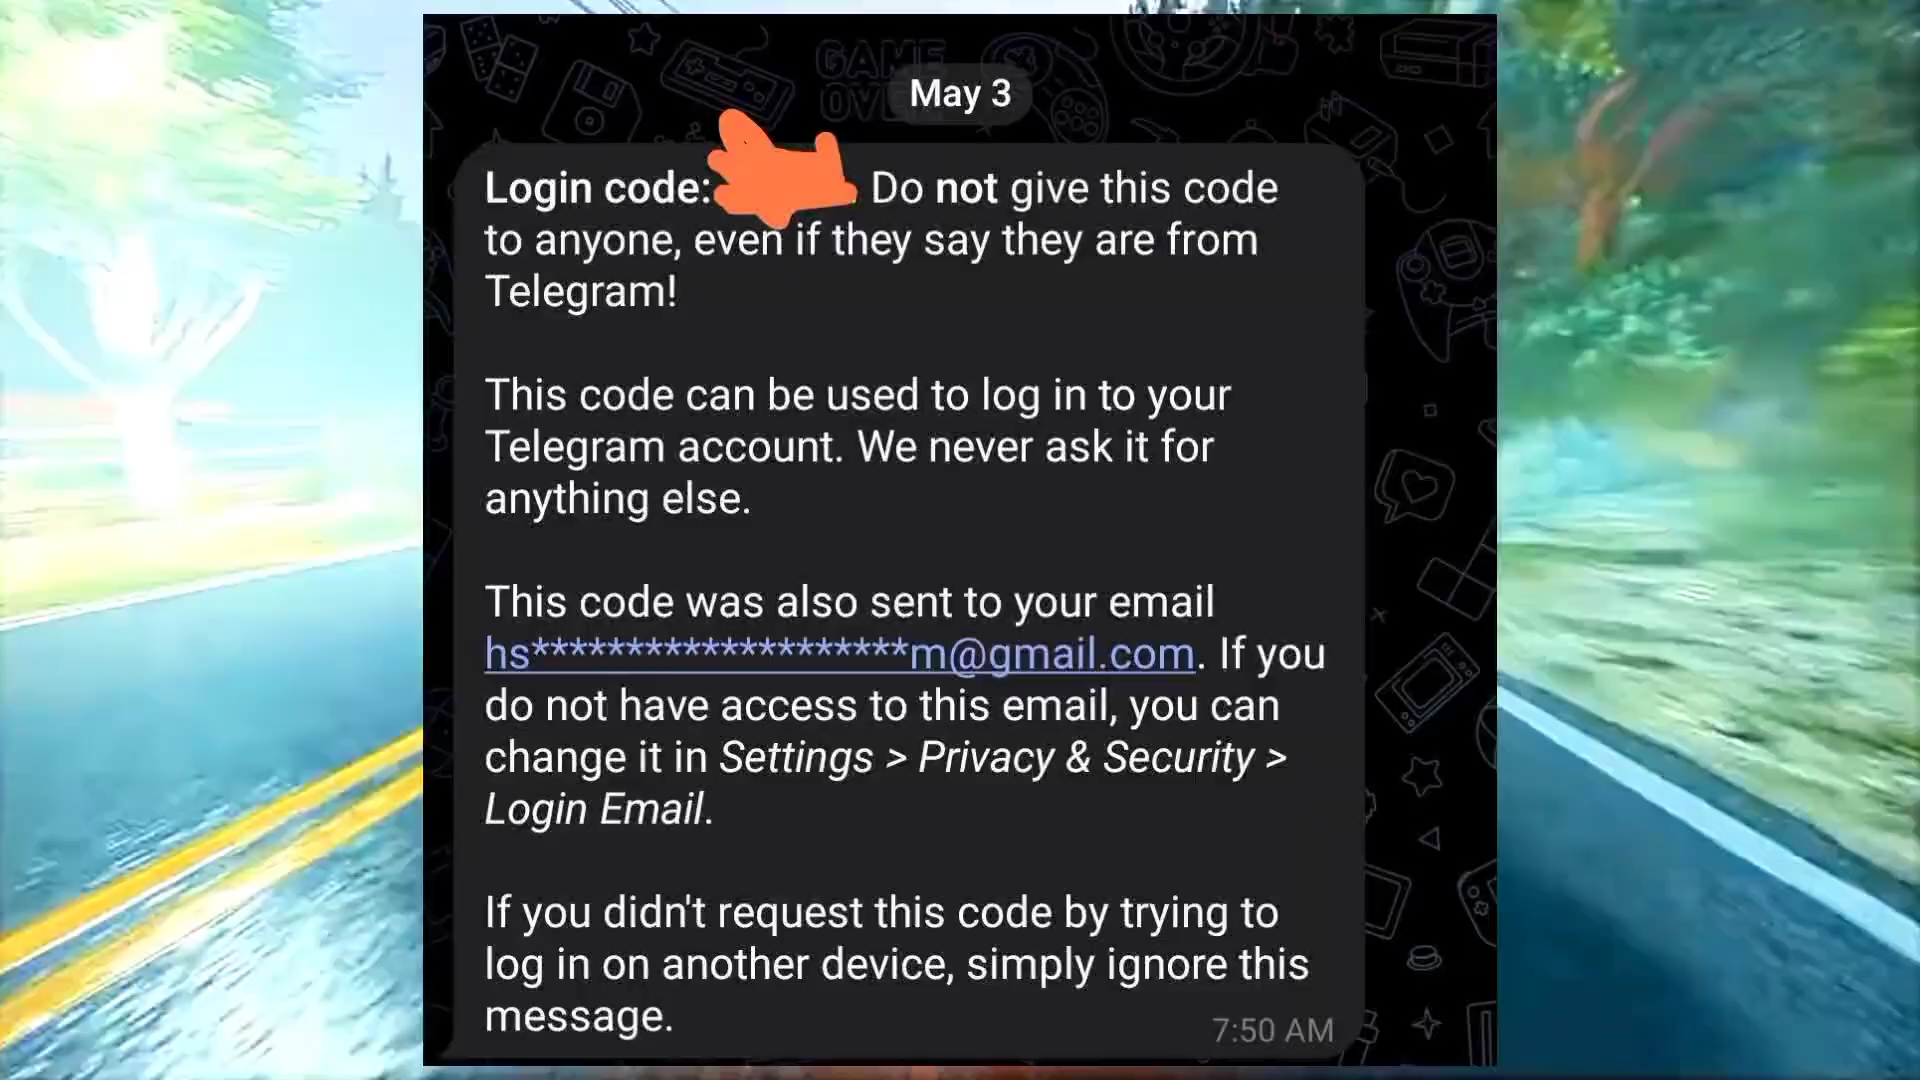 GAME
OVER
May 3
Login code: Do not give this code
to anyone, even if they say they are from
Telegram!
This code can be used to log in to your
Telegram account. We never ask it for
anything else.
This code was also sent to your email
hs********************m@gmail.com. If you
do not have access to this email, you can
change it in Settings > Privacy & Security >
Login Email.
If you didn't request this code by trying to
log in on another device, simply ignore this
message.
7:50 AM